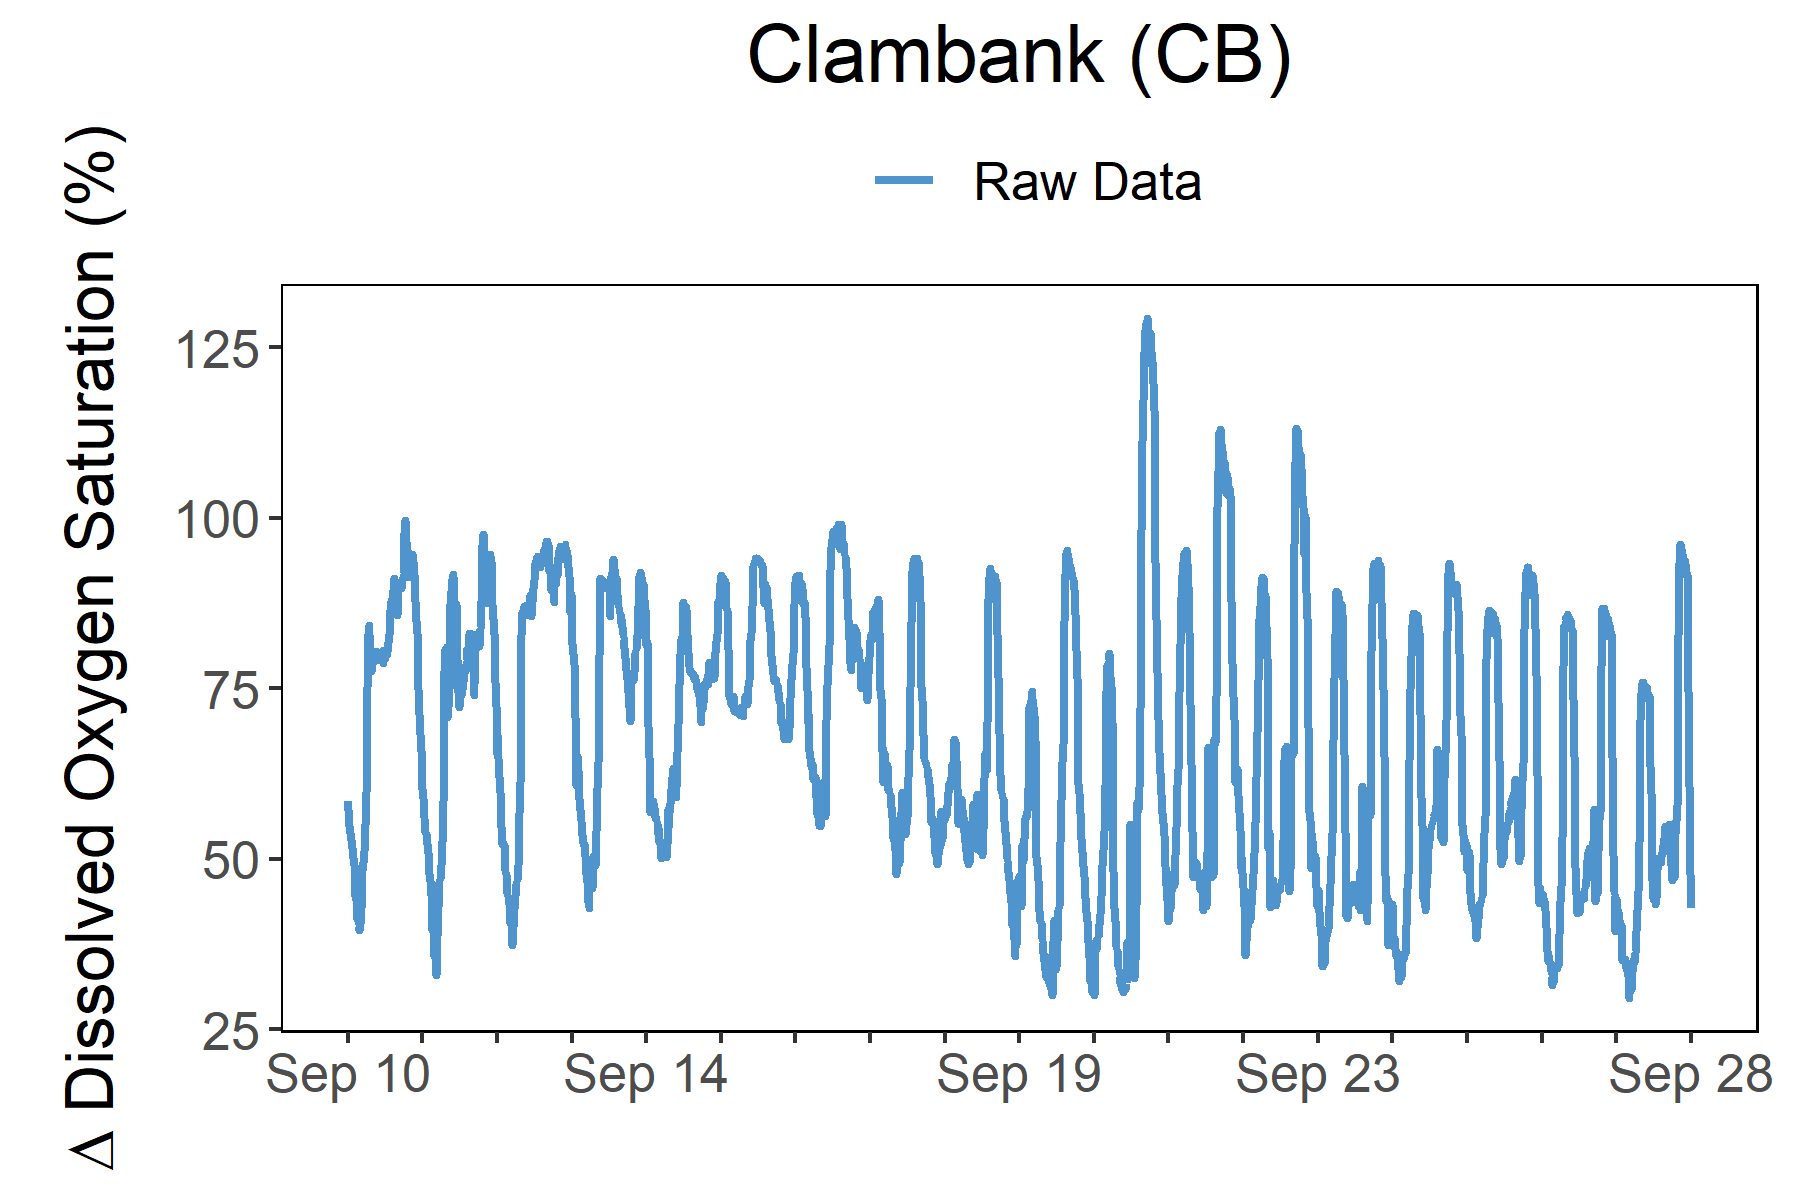 Clambank (CB)
Raw Data
Δ Dissolved Oxygen Saturation (%)
125
100
75
50
25
Sep 10
Sep 14
Sep 19
Sep 23
Sep 28